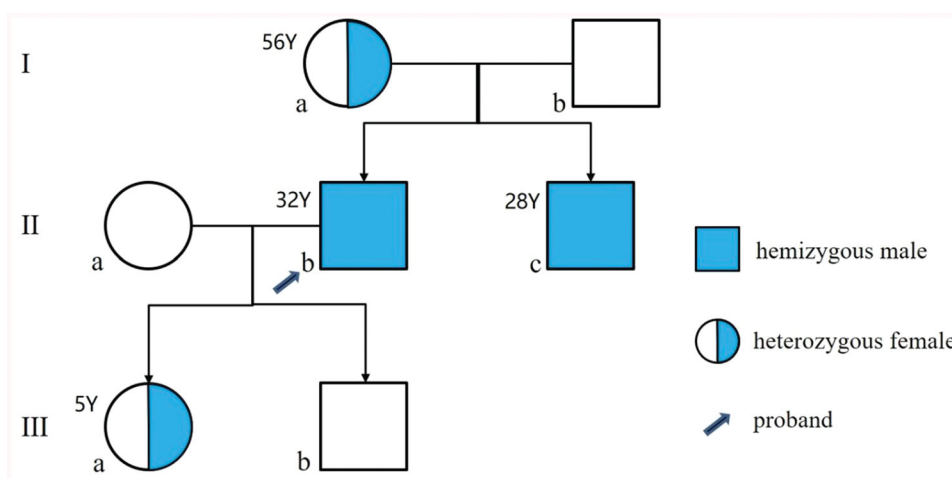 I
56Y
a
b
II
32Y
28Y
a
b
c
hemizygous male
heterozygous female
III
5Y
a
b
proband